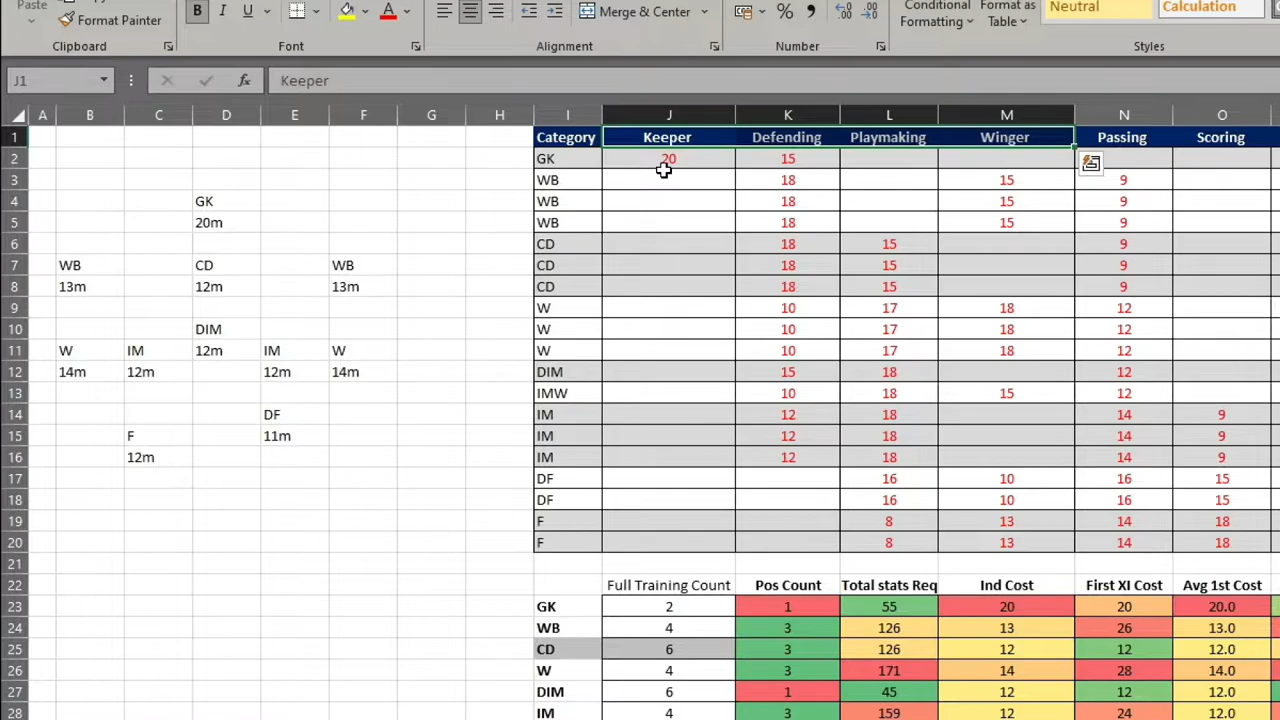 Paste
Format Painter
B I U A
Merge & Center
% ,
Conditional Formatting
Format as Table
Neutral
Calculation
Clipboard Font Alignment Number Styles
J1 fx Keeper
A B C D E F G H I J K L M N O
1 Category Keeper Defending Playmaking Winger Passing Scoring
2 GK 20 15
3 WB 18 15 9
4 GK WB 18 15 9
5 20m WB 18 15 9
6 CD 18 15 9
7 WB CD WB CD 18 15 9
8 13m 12m 13m CD 18 15 9
9 W 10 17 18 12
10 DIM W 10 17 18 12
11 W IM 12m IM W W 10 17 18 12
12 14m 12m 12m 14m DIM 15 18 12
13 IMW 10 18 15 12
14 DF IM 12 18 14 9
15 F 11m IM 12 18 14 9
16 12m IM 12 18 14 9
17 DF 16 10 16 15
18 DF 16 10 16 15
19 F 8 13 14 18
20 F 8 13 14 18
21
22 Full Training Count Pos Count Total stats Req Ind Cost First XI Cost Avg 1st Cost
23 GK 2 1 55 20 20 20.0
24 WB 4 3 126 13 26 13.0
25 CD 6 3 126 12 12 12.0
26 W 4 3 171 14 28 14.0
27 DIM 6 1 45 12 12 12.0
28 IM 4 3 159 12 24 12.0